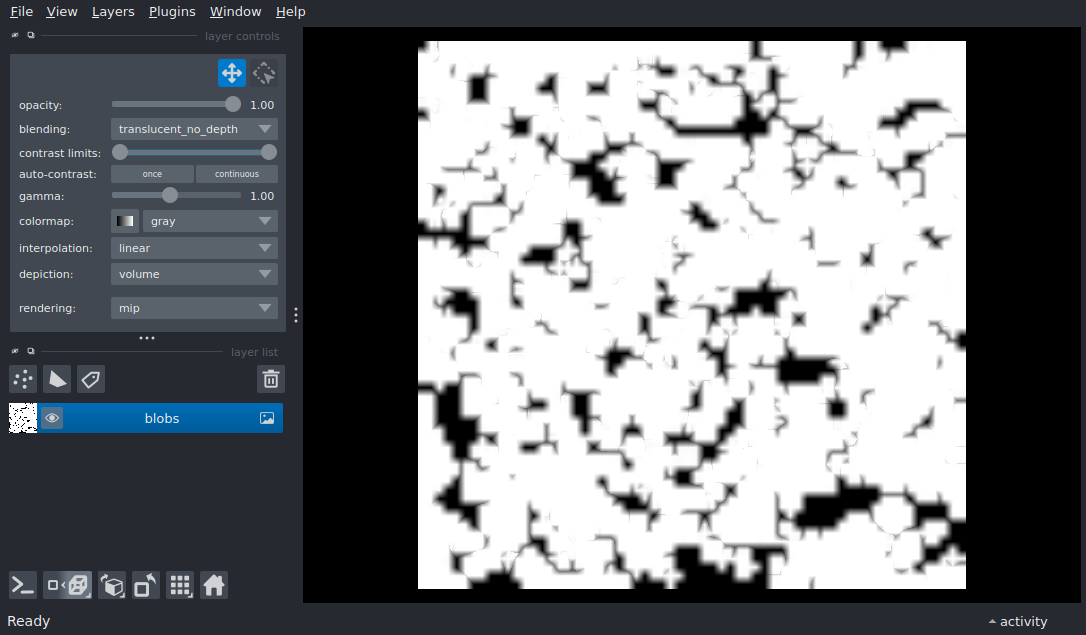 File View Layers Plugins Window Help
layer controls
opacity: 1.00
blending: translucent_no_depth
contrast limits:
auto-contrast: once continuous
gamma: 1.00
colormap: gray
interpolation: linear
depiction: volume
rendering: mip
layer list
blobs
Ready
activity